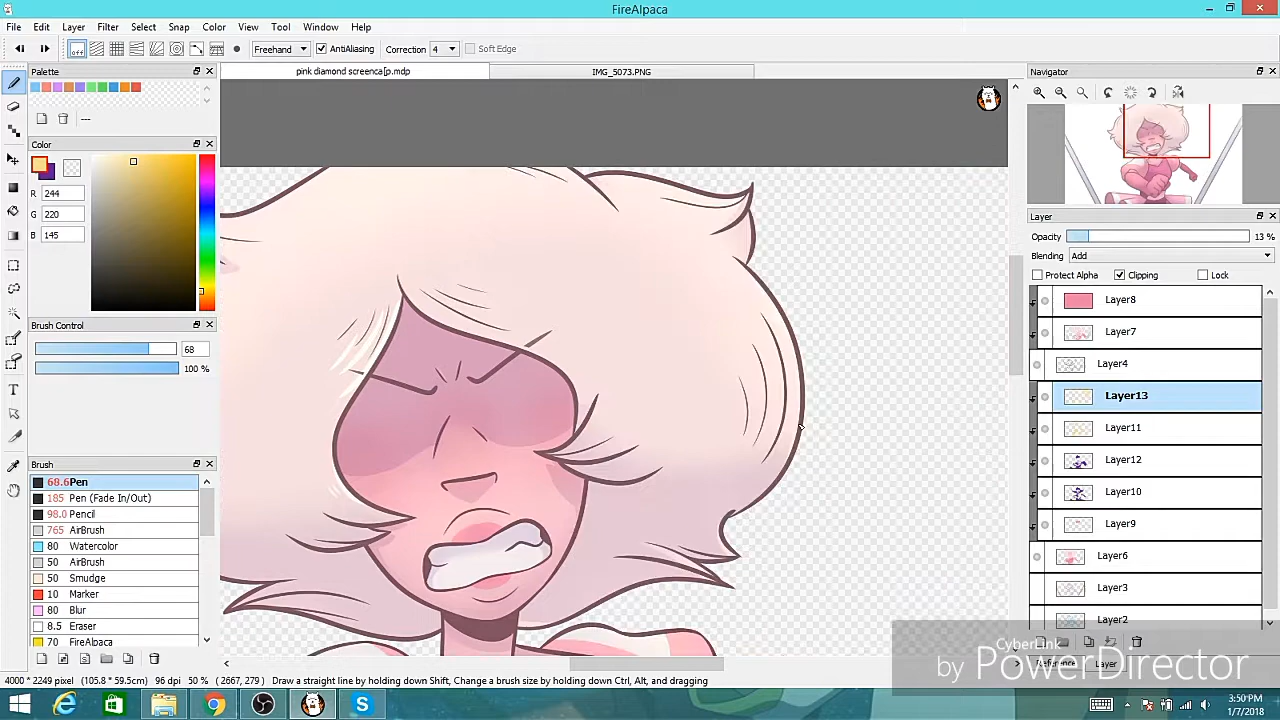 FireAlpaca
File Edit Layer Filter Select Snap Color View Tool Window Help
off Freehand AntiAliasing Correction 4 Soft Edge
Palette
pink diamond screenca[p.mdp
IMG_5073.PNG
Navigator
---
Color
R 244
G 220
B 145
Layer
Opacity 13 %
Blending Add
Protect Alpha Clipping Lock
Layer8
Layer7
Layer4
Layer13
Layer11
Layer12
Layer10
Layer9
Layer6
Layer3
Layer2
Brush Control
68
100 %
Brush
68.6 Pen
185 Pen (Fade In/Out)
98.0 Pencil
765 AirBrush
80 Watercolor
50 AirBrush
50 Smudge
10 Marker
80 Blur
8.5 Eraser
70 FireAlpaca
Reference Layer
CyberLink
by PowerDirector
4000 * 2249 pixel (105.8 * 59.5cm) 96 dpi 50 % ( 2667, 279 ) Draw a straight line by holding down Shift, Change a brush size by holding down Ctrl, Alt, and dragging
3:50 PM
1/7/2018